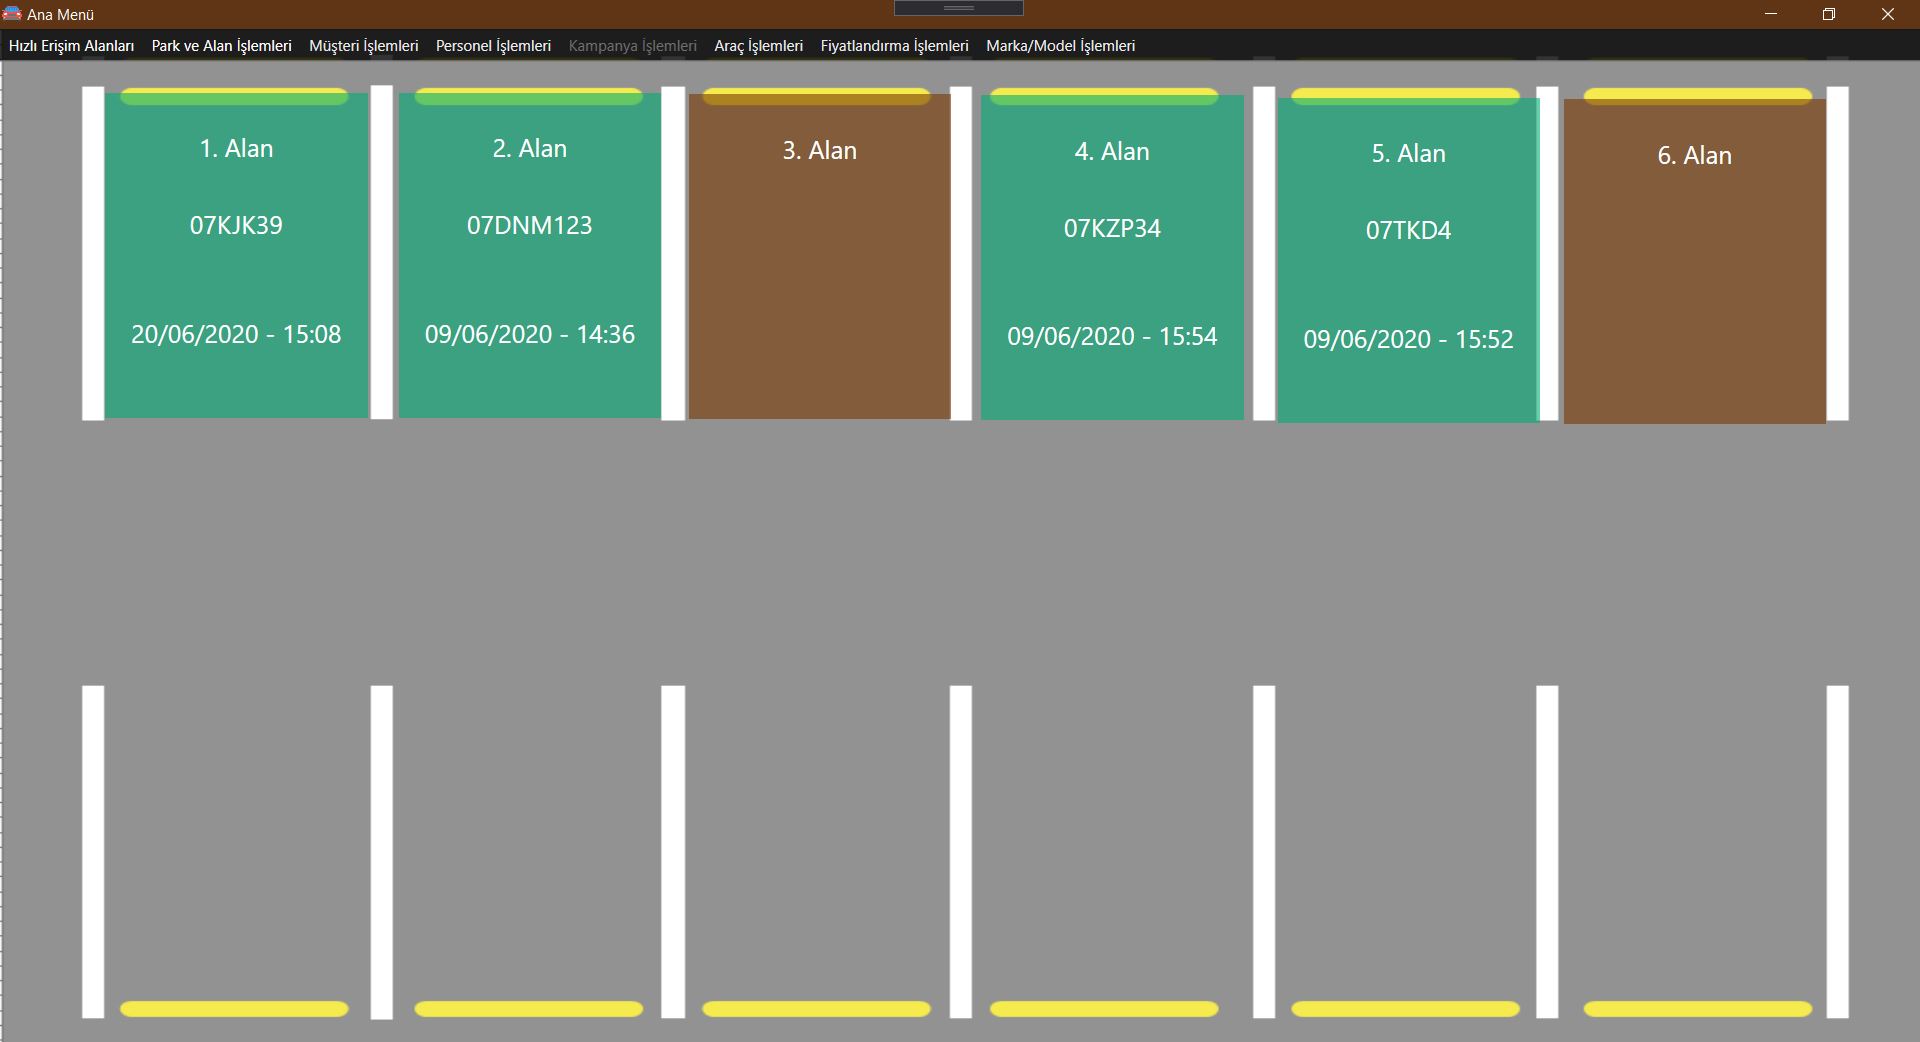 Ana Menü
Hızlı Erişim Alanları Park ve Alan İşlemleri Müşteri İşlemleri Personel İşlemleri Kampanya İşlemleri Araç İşlemleri Fiyatlandırma İşlemleri Marka/Model İşlemleri
1. Alan
07KJK39
20/06/2020 - 15:08
2. Alan
07DNM123
09/06/2020 - 14:36
3. Alan
4. Alan
07KZP34
09/06/2020 - 15:54
5. Alan
07TKD4
09/06/2020 - 15:52
6. Alan